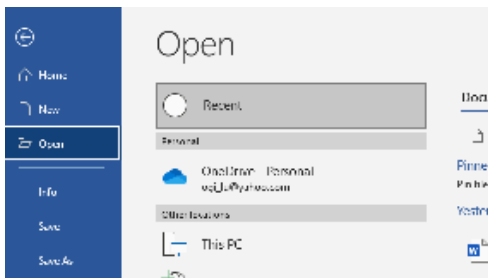 Open
Home
New
Open
Info
Save
Save As
Recent
Personal
OneDrive - Personal
Other locations
This PC